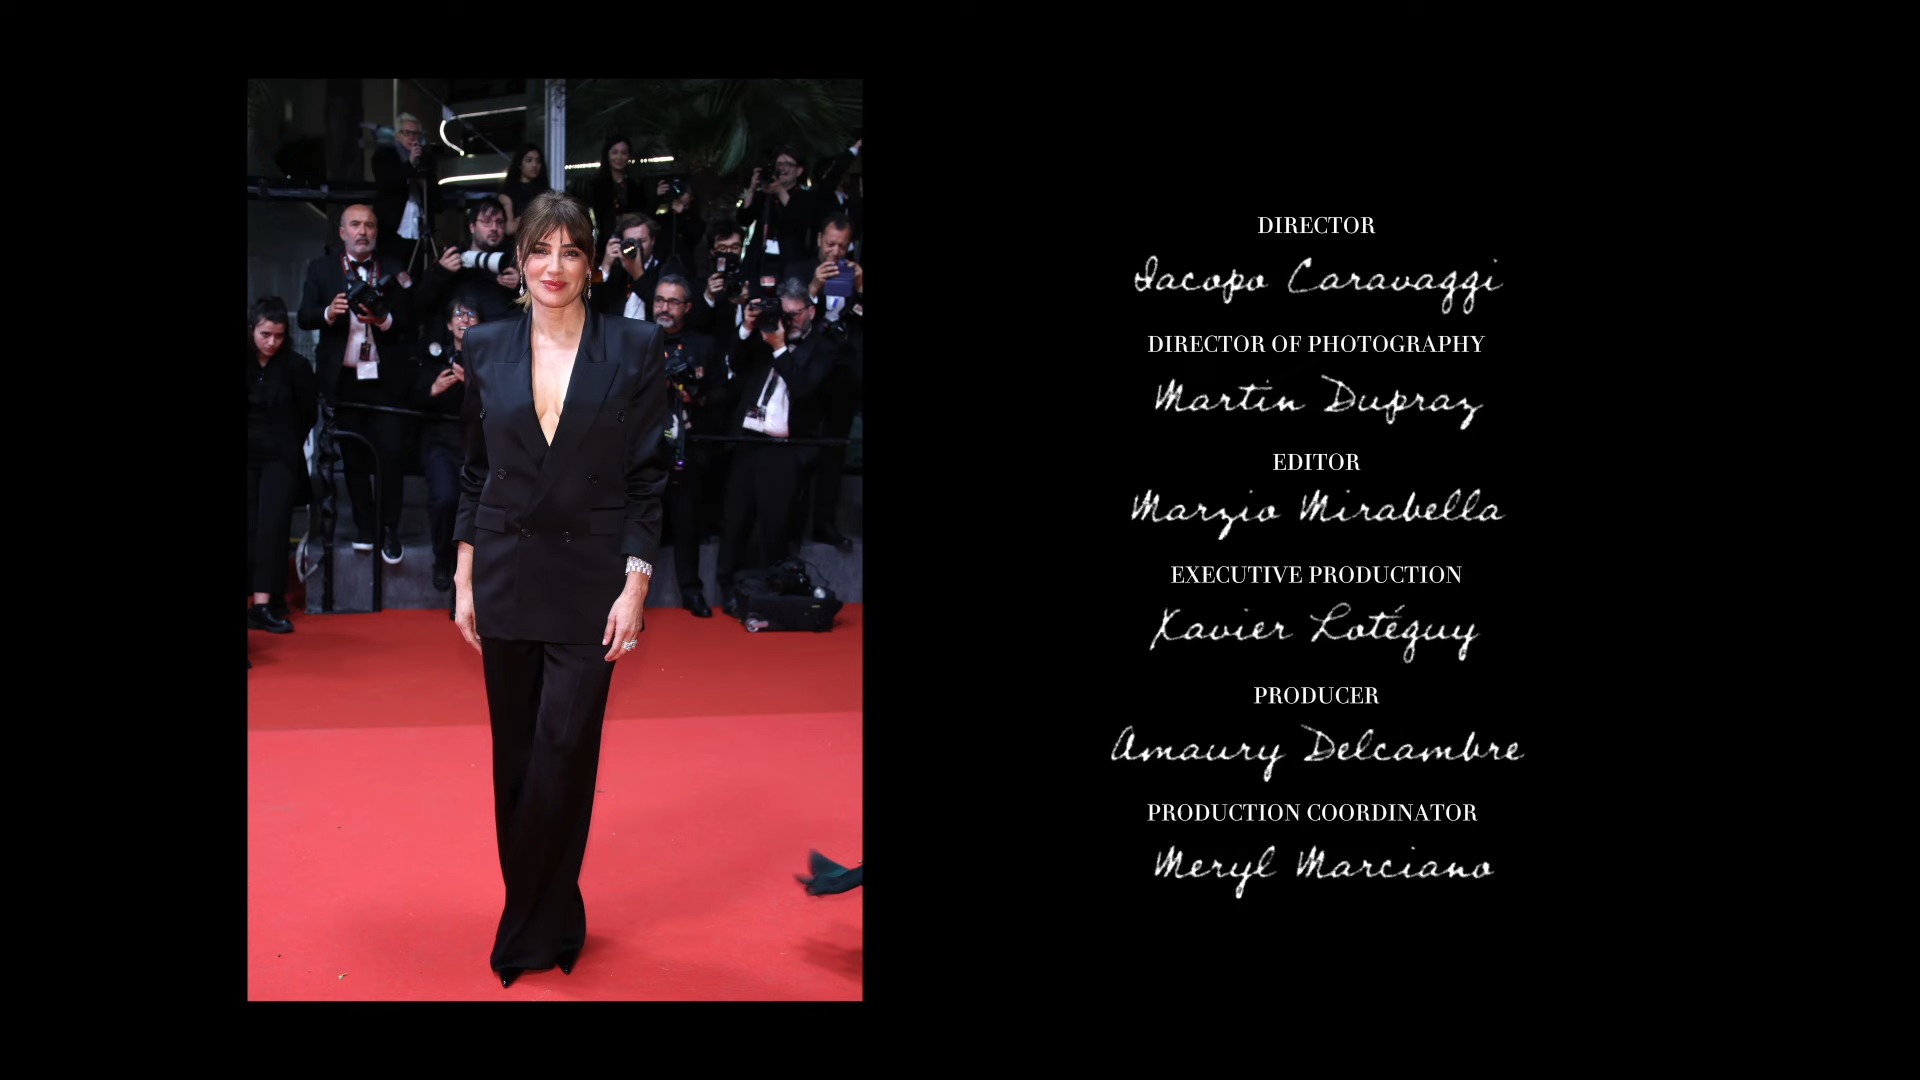 DIRECTOR
Iacopo Caravaggi
DIRECTOR OF PHOTOGRAPHY
Martin Dupraz
EDITOR
Marzio Mirabella
EXECUTIVE PRODUCTION
Xavier Lotéguy
PRODUCER
Amaury Delcambre
PRODUCTION COORDINATOR
Meryl Marciano